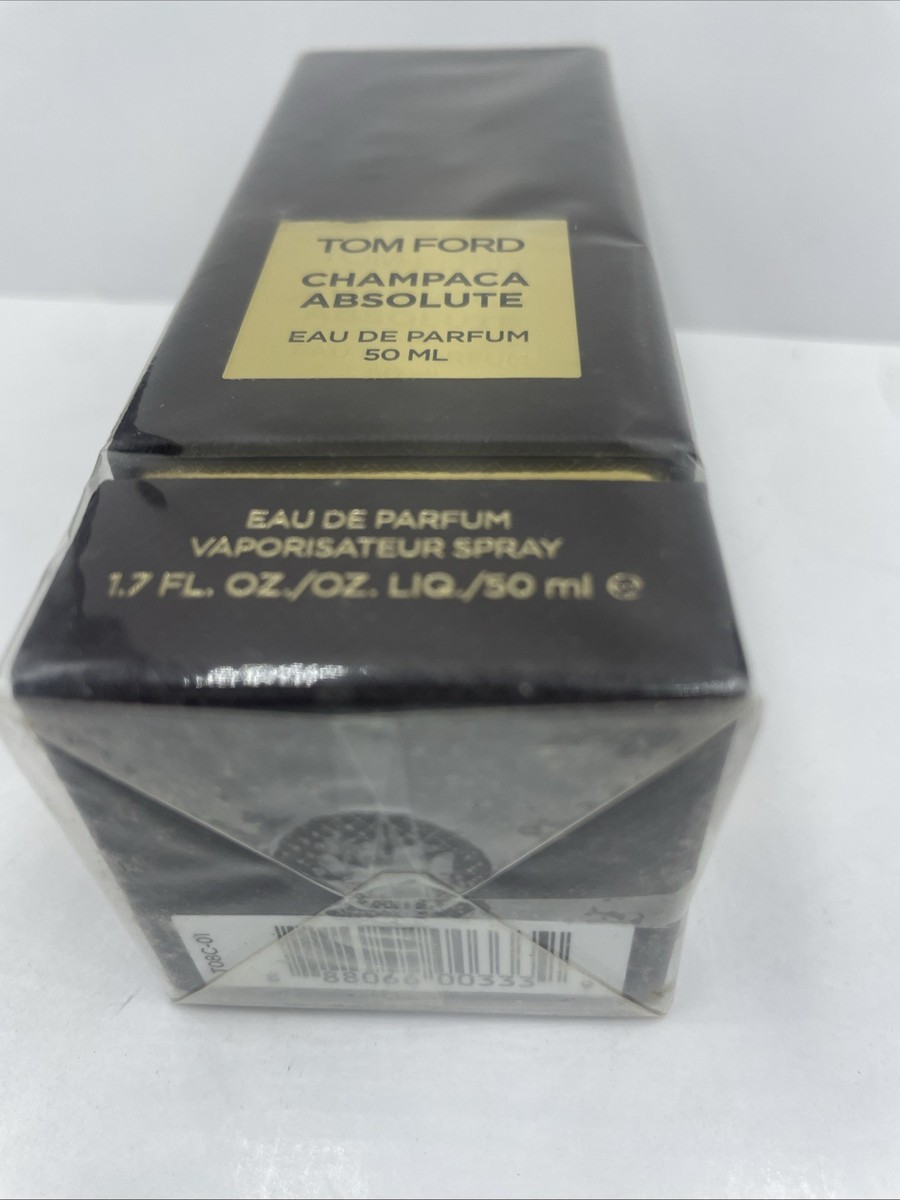 TOM FORD
CHAMPACA
ABSOLUTE
EAU DE PARFUM
50 ML
EAU DE PARFUM
VAPORISATEUR SPRAY
1.7 FL. OZ./OZ. LIQ./50 ml ℮
T08C-01
88066 00333